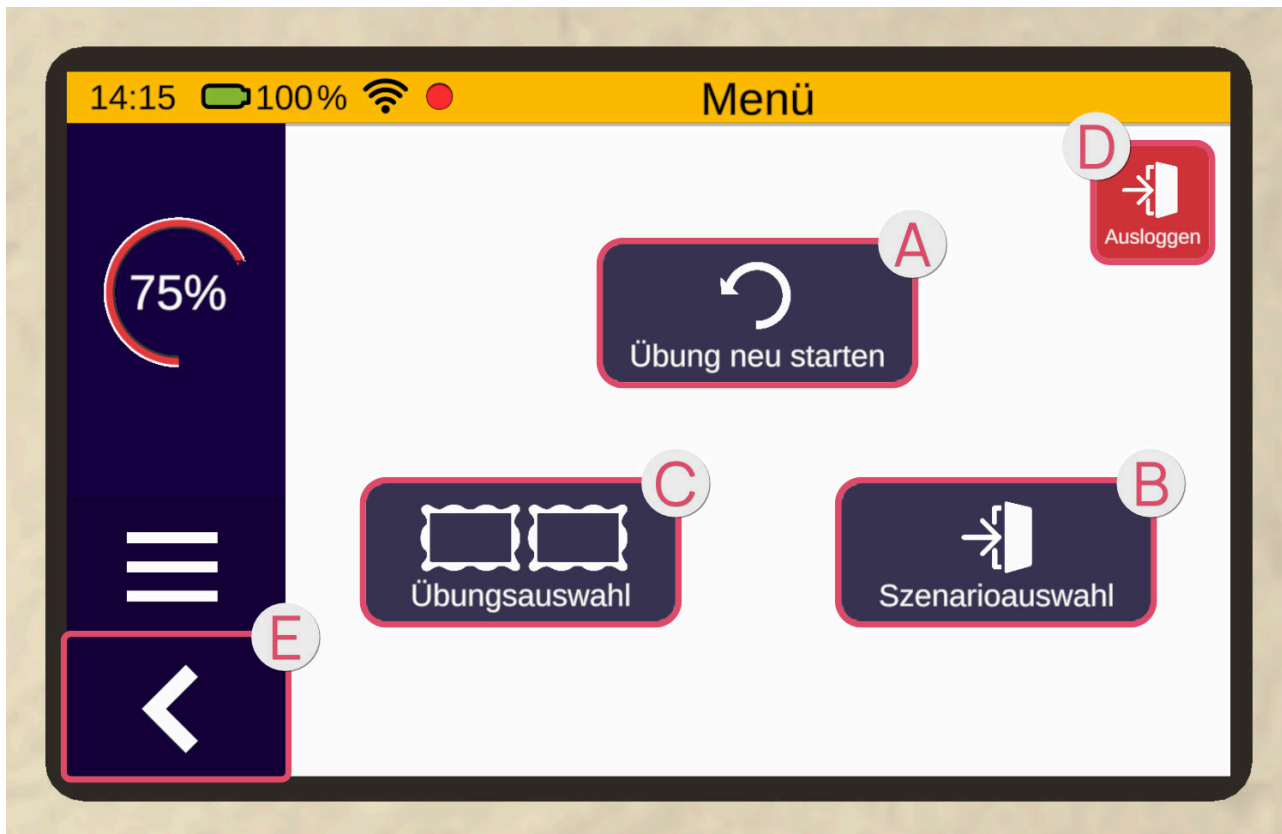 14:15 100% Menü
D
Ausloggen
A
75%
Übung neu starten
C
B
Übungsauswahl
Szenarioauswahl
E